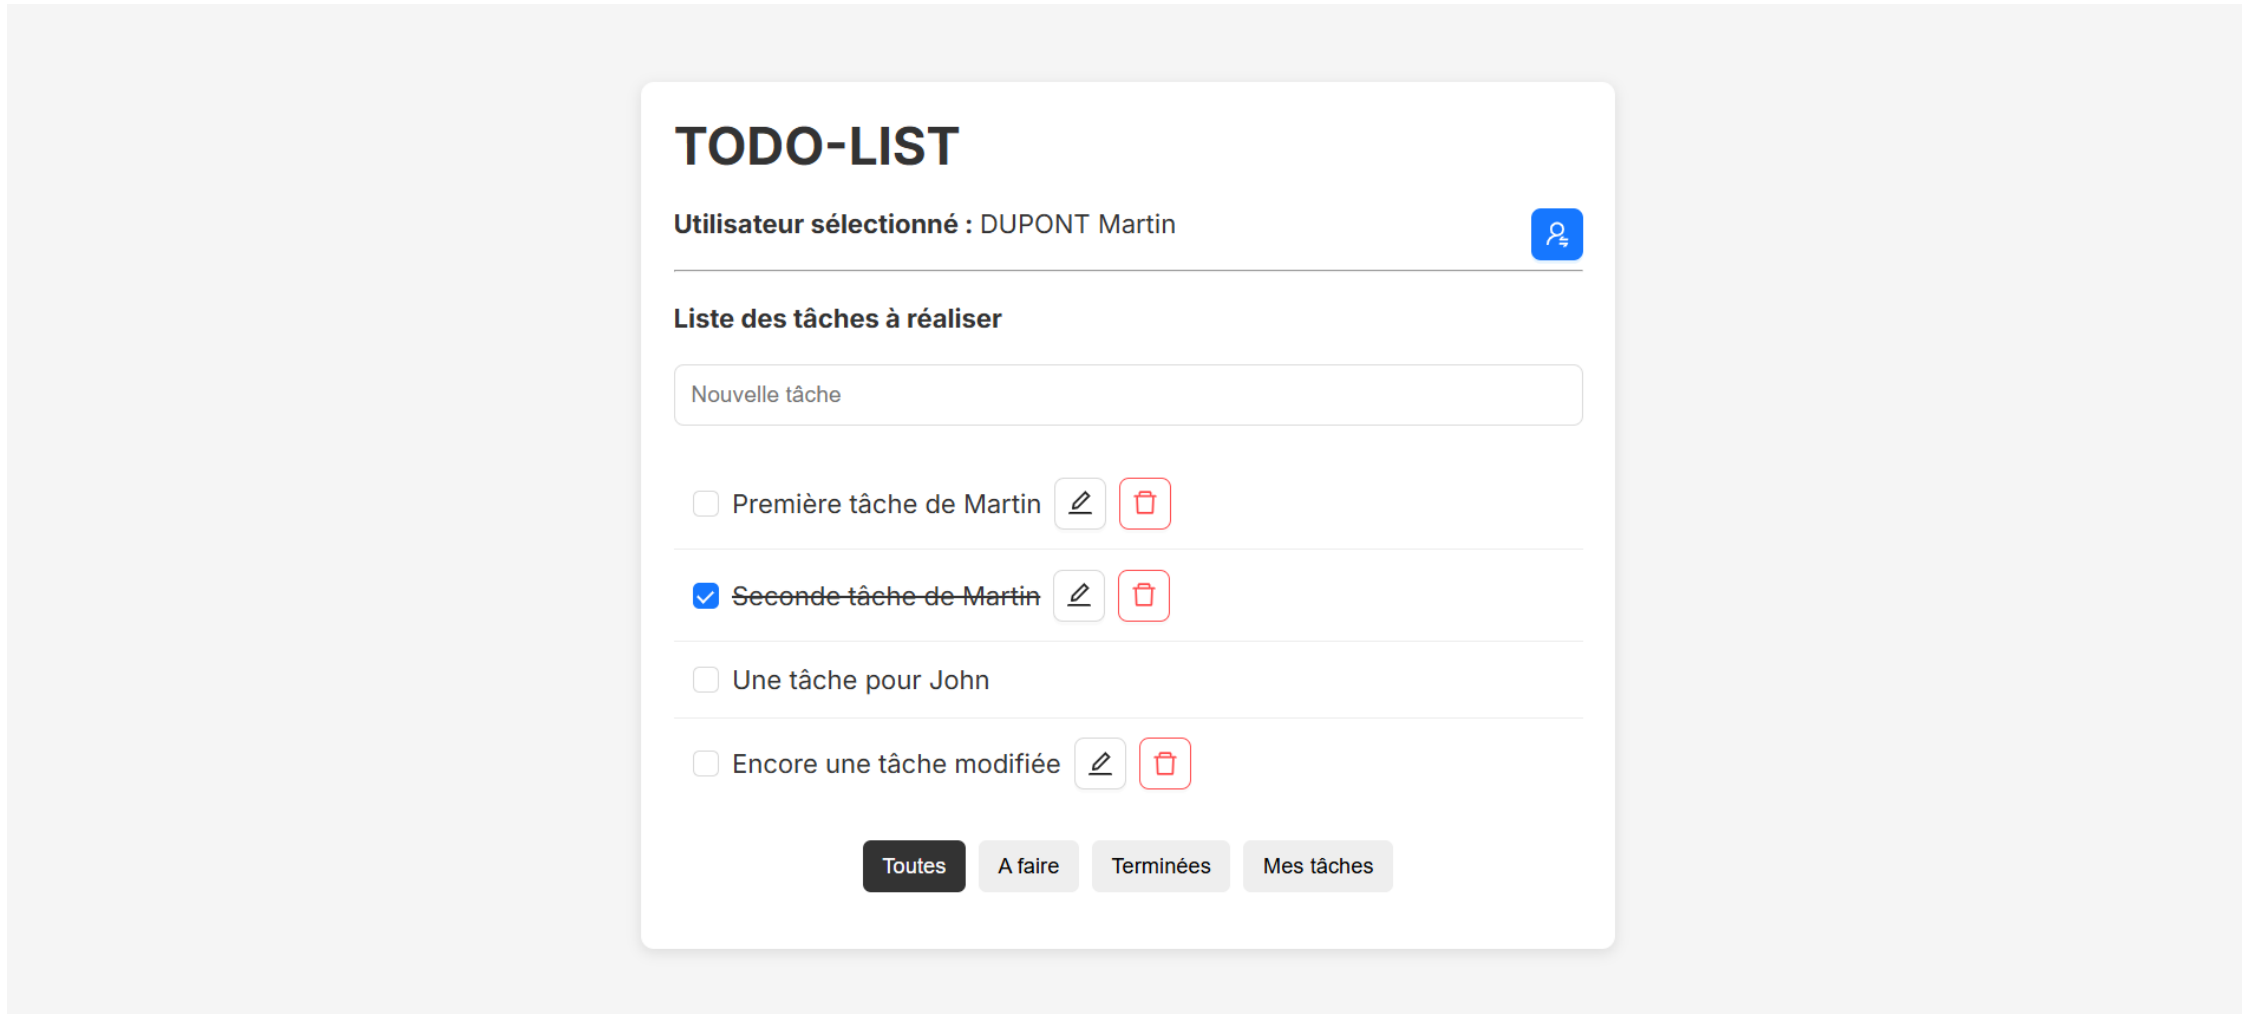 TODO-LIST
Utilisateur sélectionné : DUPONT Martin
Liste des tâches à réaliser
Nouvelle tâche
Première tâche de Martin
Seconde tâche de Martin
Une tâche pour John
Encore une tâche modifiée
Toutes A faire Terminées Mes tâches